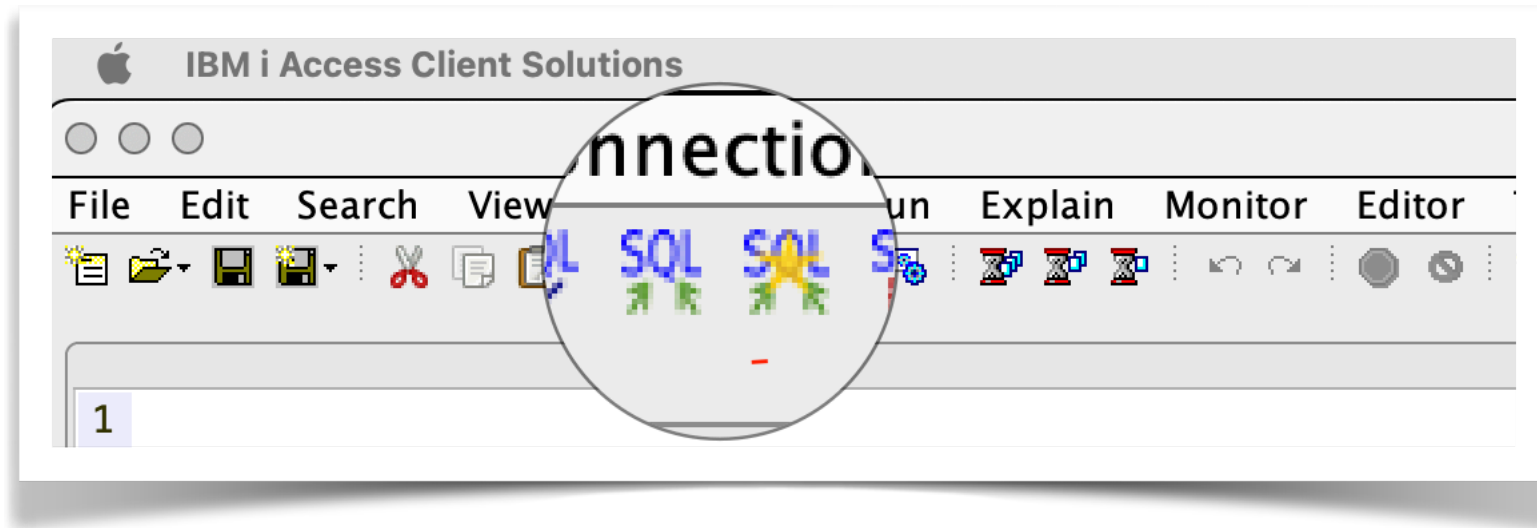 IBM i Access Client Solutions
nnectio
File Edit Search View un Explain Monitor Editor
SQL SQL
1